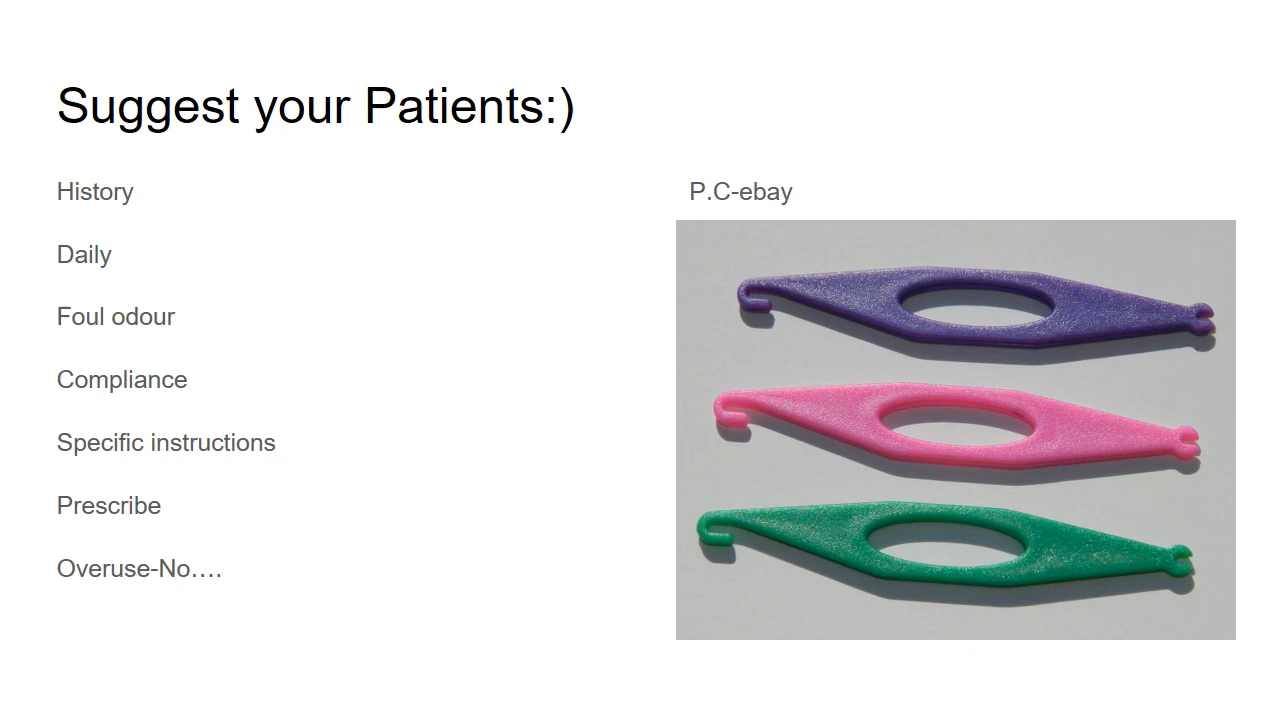 Suggest your Patients:)
History
Daily
Foul odour
Compliance
Specific instructions
Prescribe
Overuse-No….
P.C-ebay